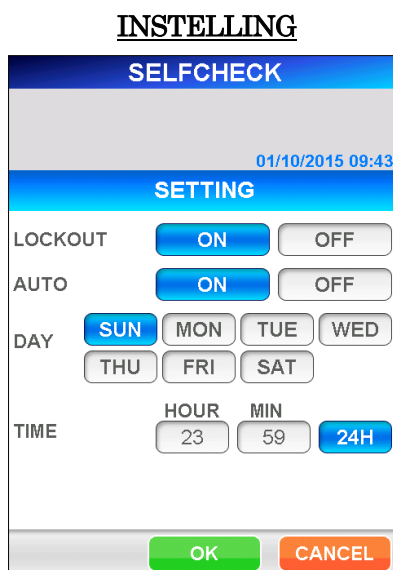 INSTELLING
SELFCHECK
01/10/2015 09:43
SETTING
LOCKOUT ON OFF
AUTO ON OFF
DAY SUN MON TUE WED
THU FRI SAT
HOUR MIN
TIME 23 59 24H
OK CANCEL